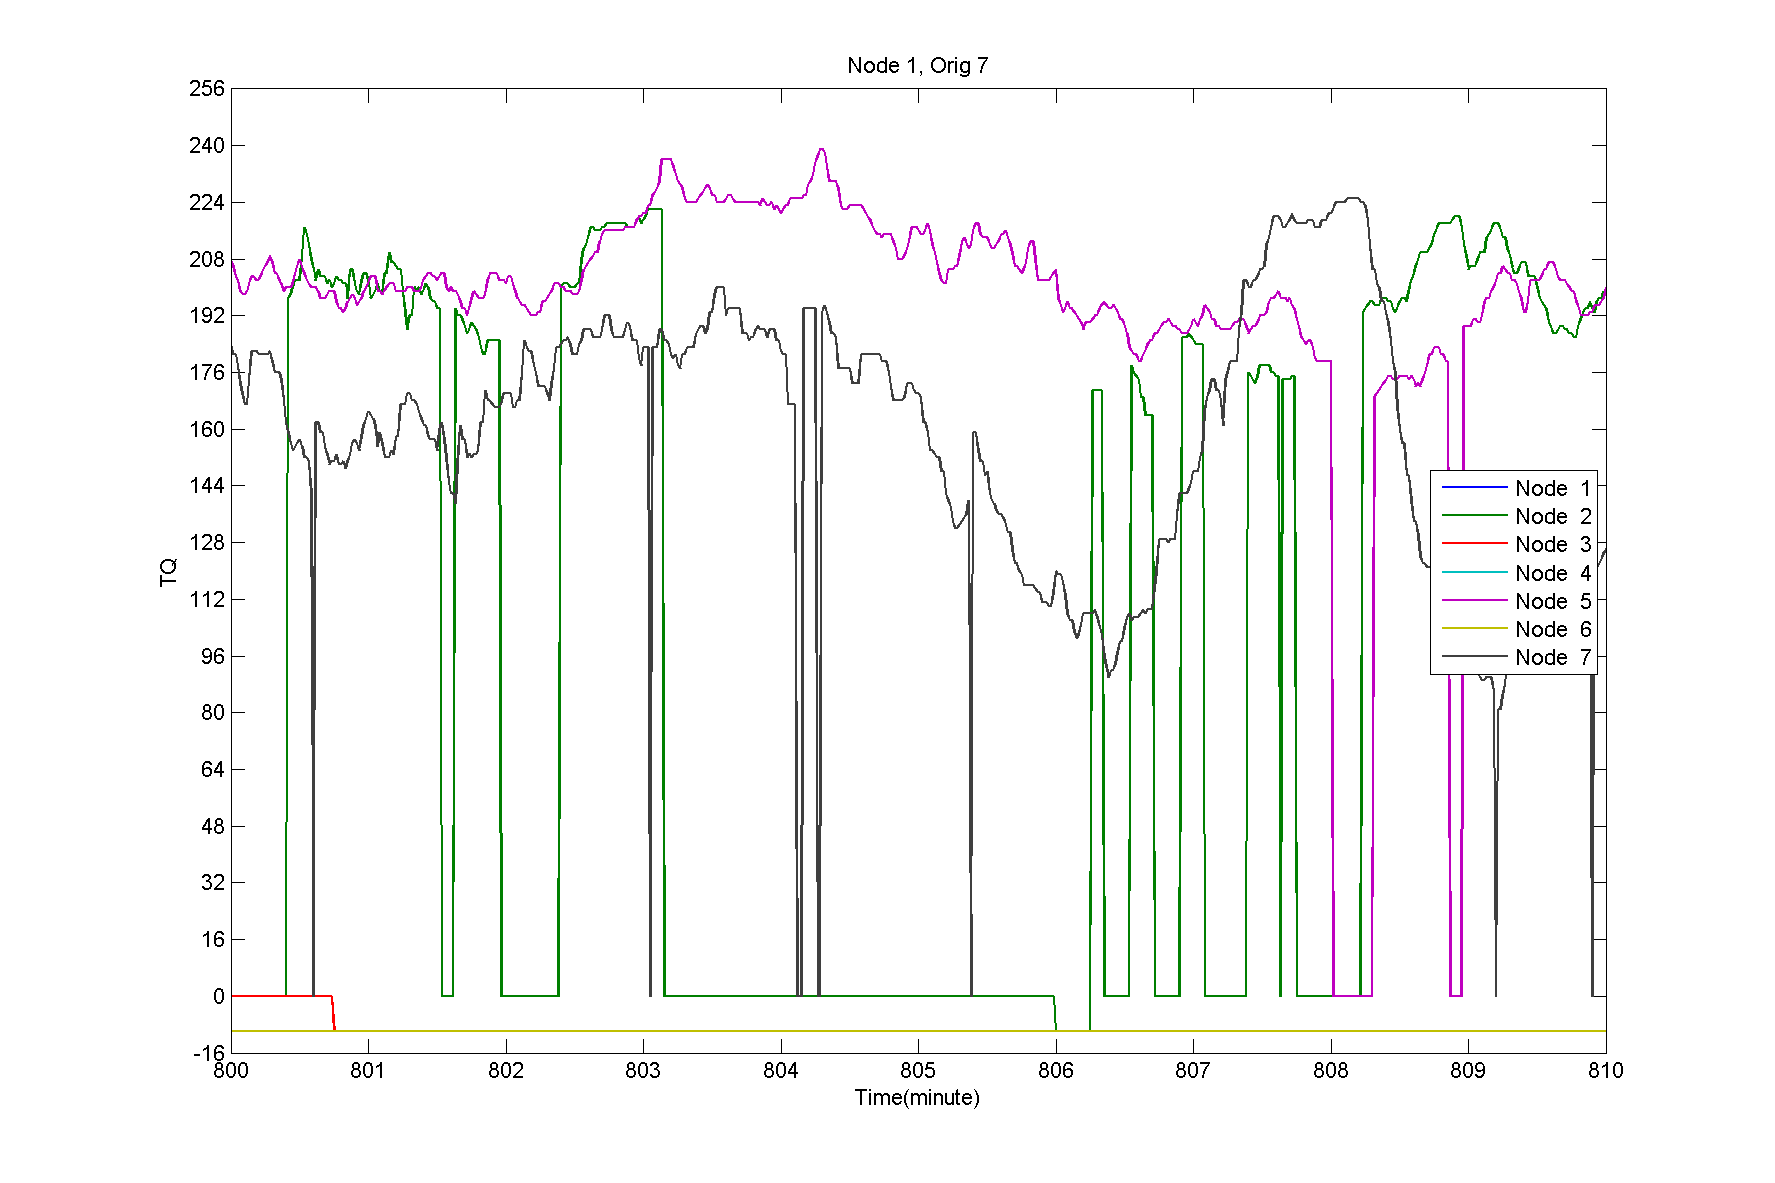 Node 1, Orig 7
256
240
224
208
192
176
160
144
128
112
96
80
64
48
32
16
0
-16
TQ
Node 1
Node 2
Node 3
Node 4
Node 5
Node 6
Node 7
800 801 802 803 804 805 806 807 808 809 810
Time(minute)